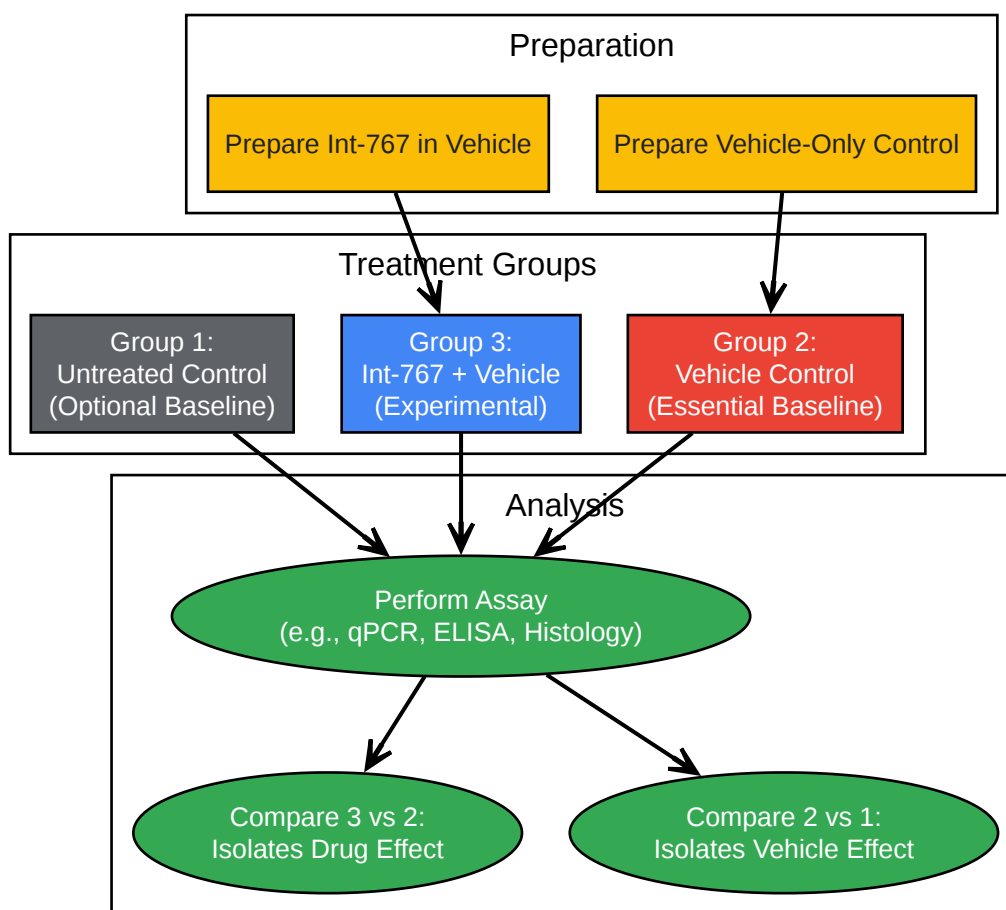 Preparation
Prepare Int-767 in Vehicle
Prepare Vehicle-Only Control
Treatment Groups
Group 1:
Untreated Control
(Optional Baseline)
Group 3:
Int-767 + Vehicle
(Experimental)
Group 2:
Vehicle Control
(Essential Baseline)
Analysis
Perform Assay
(e.g., qPCR, ELISA, Histology)
Compare 3 vs 2:
Isolates Drug Effect
Compare 2 vs 1:
Isolates Vehicle Effect